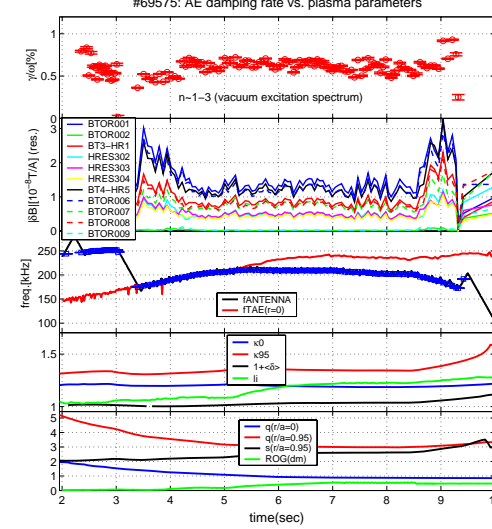 #69575: AE damping rate vs. plasma parameters
γ/ω[%]
1
0.5
0
n~1−3 (vacuum excitation spectrum)
|δB|[10⁻⁸T/A] (res.)
3
2
1
0
BTOR001
BTOR002
BT3−HR1
HRES302
HRES303
HRES304
BT4−HR5
BTOR006
BTOR007
BTOR008
BTOR009
freq.[kHz]
250
200
150
100
fANTENNA
fTAE(r=0)
1.5
1
κ0
κ95
1+<δ>
li
5
4
3
2
1
0
q(r/a=0)
q(r/a=0.95)
s(r/a=0.95)
ROG(dm)
2 3 4 5 6 7 8 9 1
time(sec)